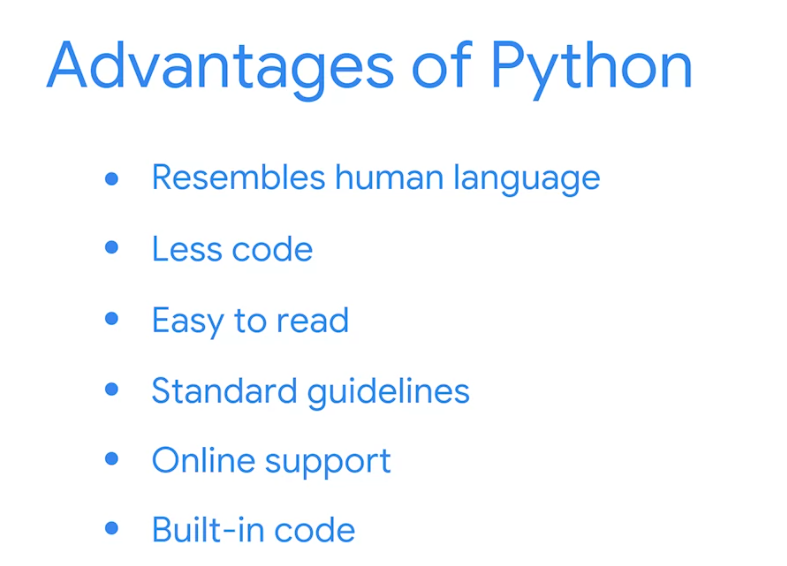 Advantages of Python
• Resembles human language
• Less code
• Easy to read
• Standard guidelines
• Online support
• Built-in code